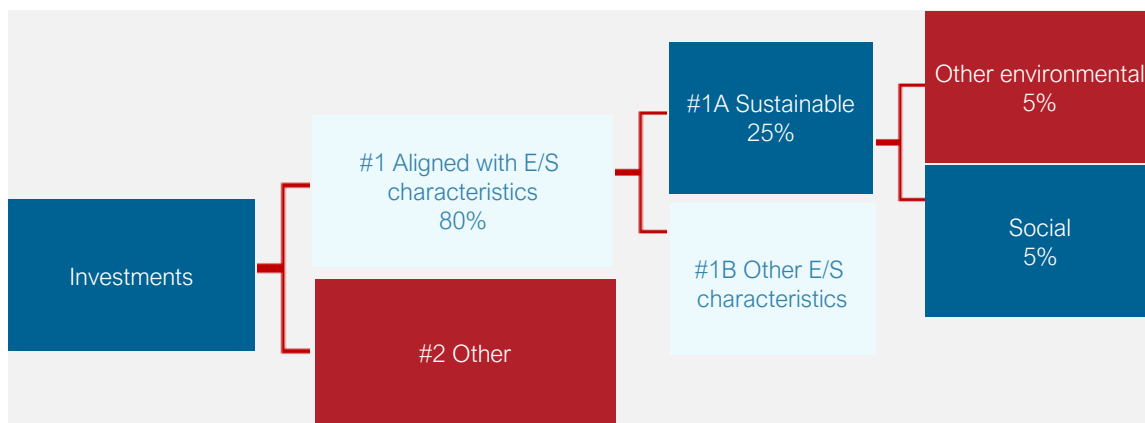 Investments
#1 Aligned with E/S
characteristics
80%
#2 Other
#1A Sustainable
25%
#1B Other E/S
characteristics
Other environmental
5%
Social
5%